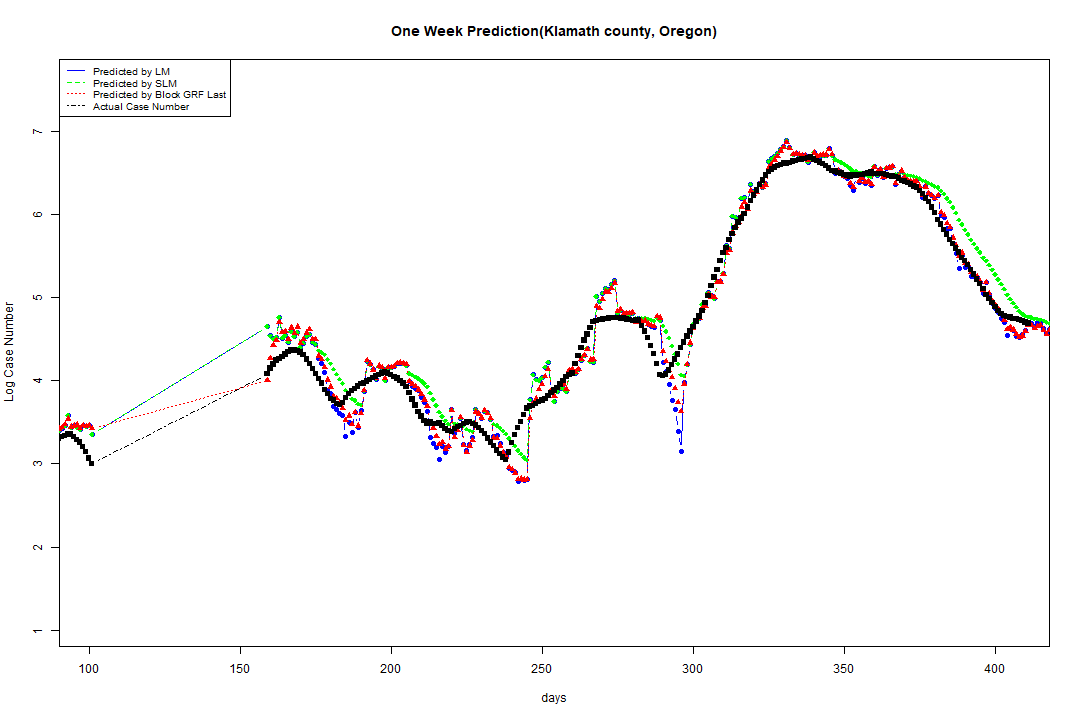 One Week Prediction(Klamath county, Oregon)
Predicted by LM
Predicted by SLM
Predicted by Block GRF Last
Actual Case Number
Log Case Number
7
6
5
4
3
2
1
100 150 200 250 300 350 400
days